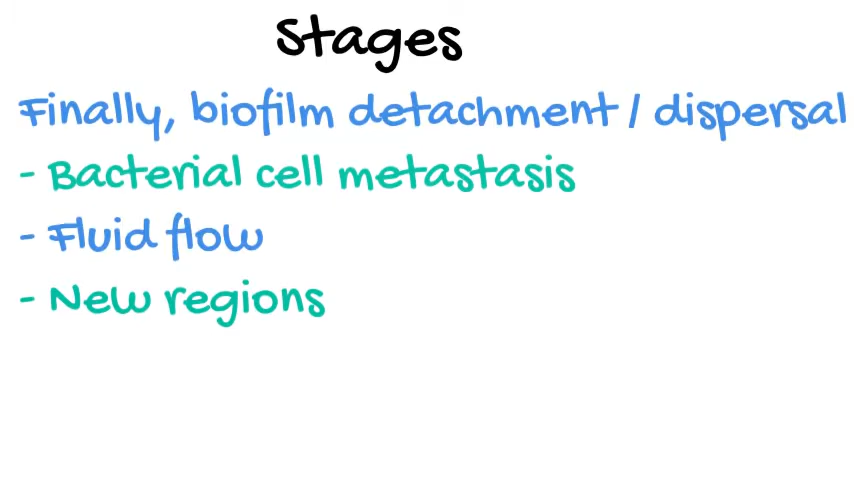 Stages
Finally, biofilm detachment / dispersal
- Bacterial cell metastasis
- Fluid flow
- New regions